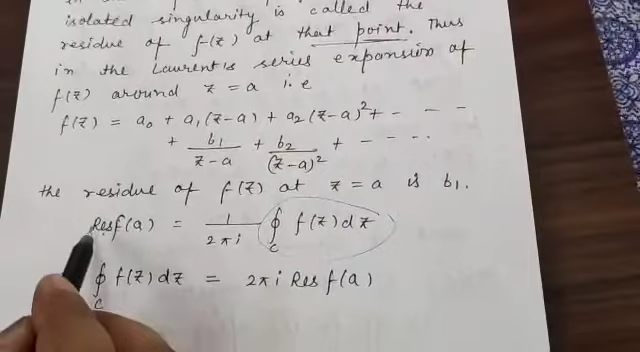 isolated singularity is called the
residue of f(z) at that point. Thus
in the Laurent's series expansion of
f(z) around z = a i.e
f(z) = a₀ + a₁(z-a) + a₂(z-a)² + - - -
+ b₁/(z-a) + b₂/(z-a)² + - - - - .
the residue of f(z) at z = a is b₁.
Res f(a) = 1/(2πi) ∮_c f(z) dz
∮_c f(z) dz = 2πi Res f(a)